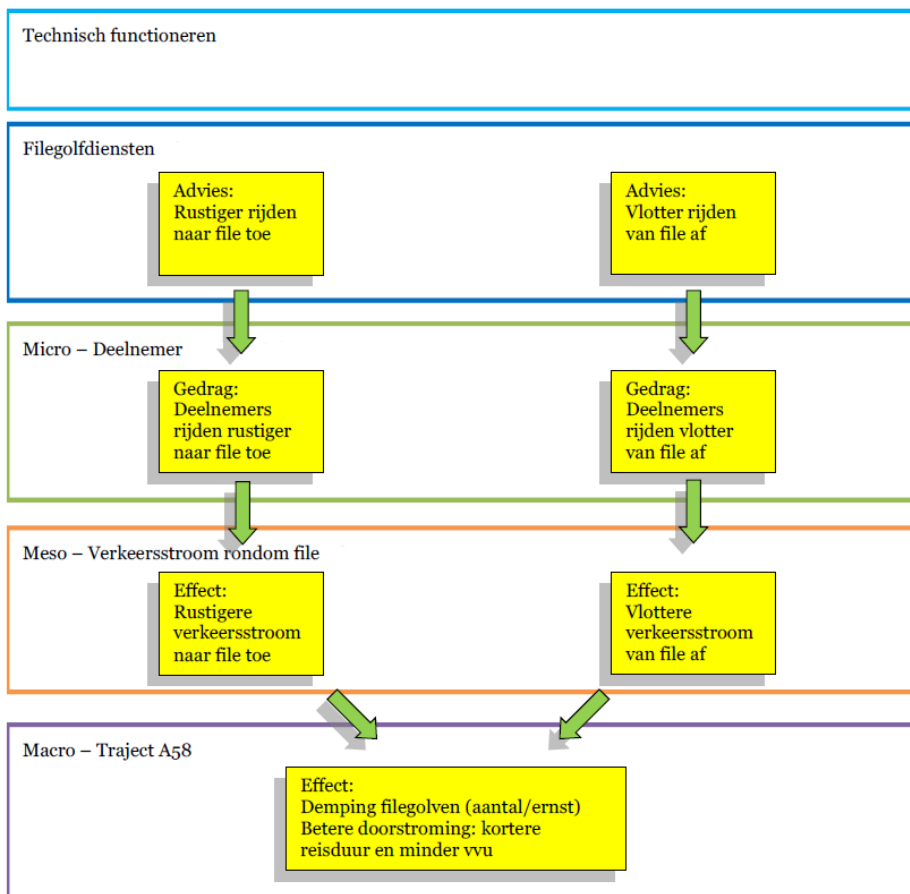 Technisch functioneren
Filegolfdiensten
Advies:
Rustiger rijden
naar file toe
Advies:
Vlotter rijden
van file af
Micro – Deelnemer
Gedrag:
Deelnemers
rijden rustiger
naar file toe
Gedrag:
Deelnemers
rijden vlotter
van file af
Meso – Verkeersstroom rondom file
Effect:
Rustigere
verkeersstroom
naar file toe
Effect:
Vlottere
verkeersstroom
van file af
Macro – Traject A58
Effect:
Demping filegolven (aantal/ernst)
Betere doorstroming: kortere
reisduur en minder vvu